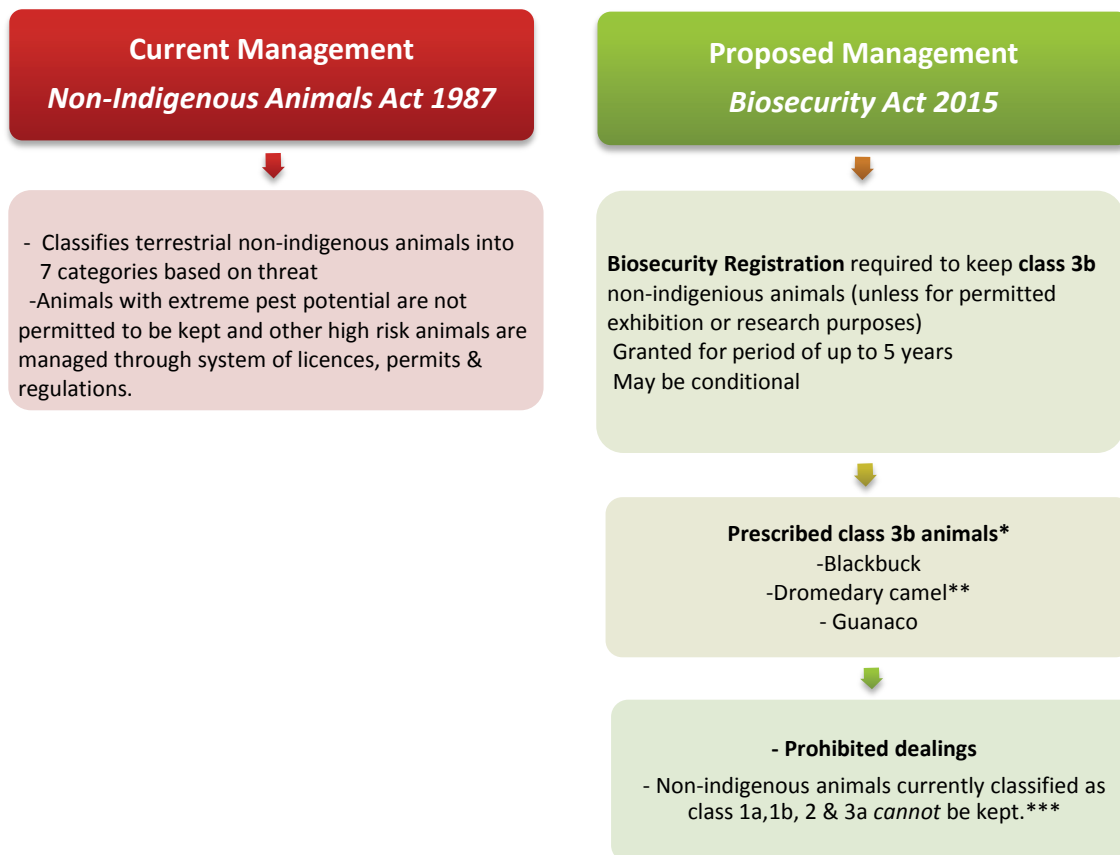 Current Management
Non-Indigenous Animals Act 1987
- Classifies terrestrial non-indigenous animals into
7 categories based on threat
-Animals with extreme pest potential are not
permitted to be kept and other high risk animals are
managed through system of licences, permits &
regulations.
Proposed Management
Biosecurity Act 2015
Biosecurity Registration required to keep class 3b
non-indigenious animals (unless for permitted
exhibition or research purposes)
Granted for period of up to 5 years
May be conditional
Prescribed class 3b animals*
-Blackbuck
-Dromedary camel**
- Guanaco
- Prohibited dealings
- Non-indigenous animals currently classified as
class 1a,1b, 2 & 3a cannot be kept.***